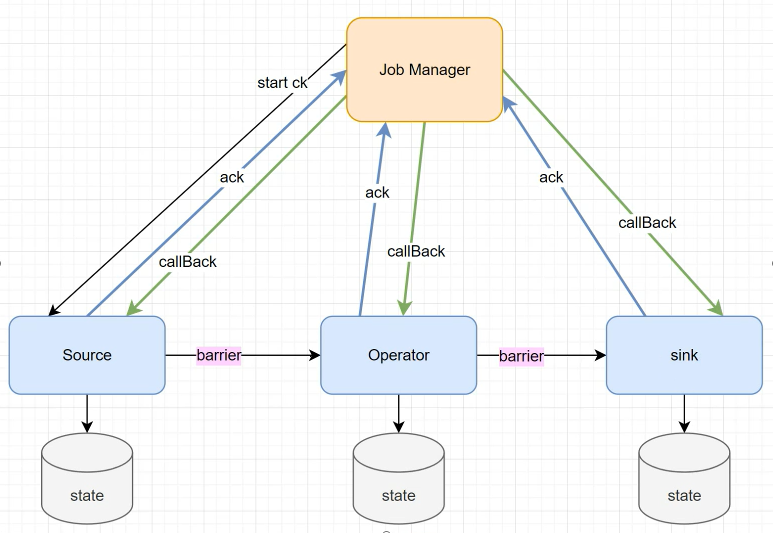 Job Manager
start ck
ack
ack
ack
callBack
callBack
callBack
Source
barrier
Operator
barrier
sink
state
state
state